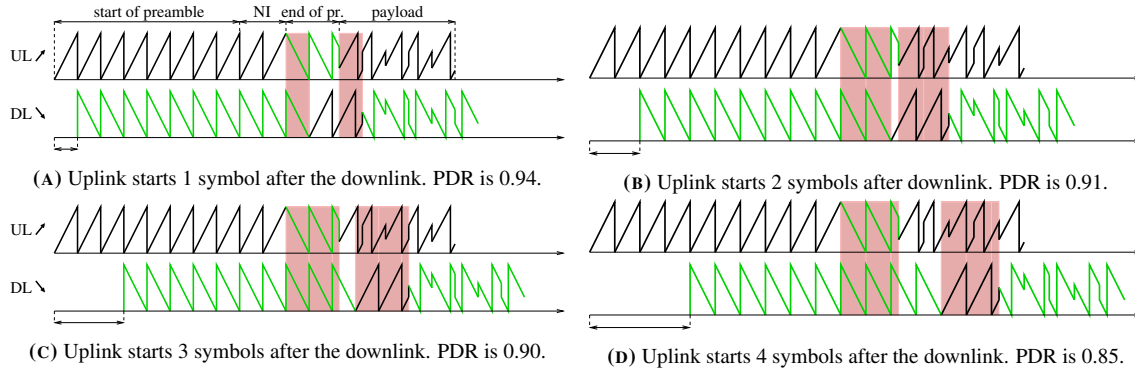 start of preamble NI end of pr. payload
UL
DL
(A) Uplink starts 1 symbol after the downlink. PDR is 0.94.
(B) Uplink starts 2 symbols after downlink. PDR is 0.91.
UL
DL
(C) Uplink starts 3 symbols after the downlink. PDR is 0.90.
(D) Uplink starts 4 symbols after the downlink. PDR is 0.85.